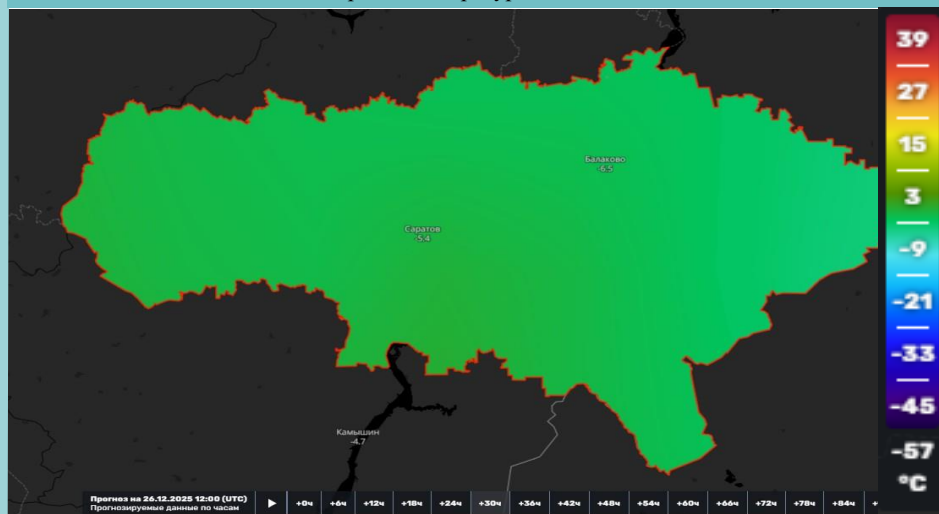 39
27
15
3
-9
-21
-33
-45
-57
°C
Балаково
-6.5
Саратов
-5.4
Камышин
-4.7
Прогноз на 26.12.2025 12:00 (UTC)
Прогнозируемые данные по часам
+0ч +6ч +12ч +18ч +24ч +30ч +36ч +42ч +48ч +54ч +60ч +66ч +72ч +78ч +84ч